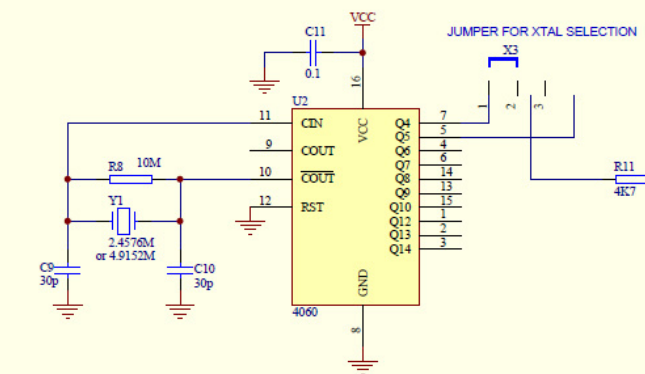 VCC
C11
JUMPER FOR XTAL SELECTION
0.1
X3
16
1
2
3
U2
11 CIN VCC Q4 7
Q5 5
9 COUT Q6 4
Q7 6
R8 10M
10 COUT Q8 14
Q9 13
R11
4K7
Y1
12 RST Q10 15
Q12 1
2.4576M
or 4.9152M
Q13 2
Q14 3
C9
30p
C10
30p
GND
4060
8